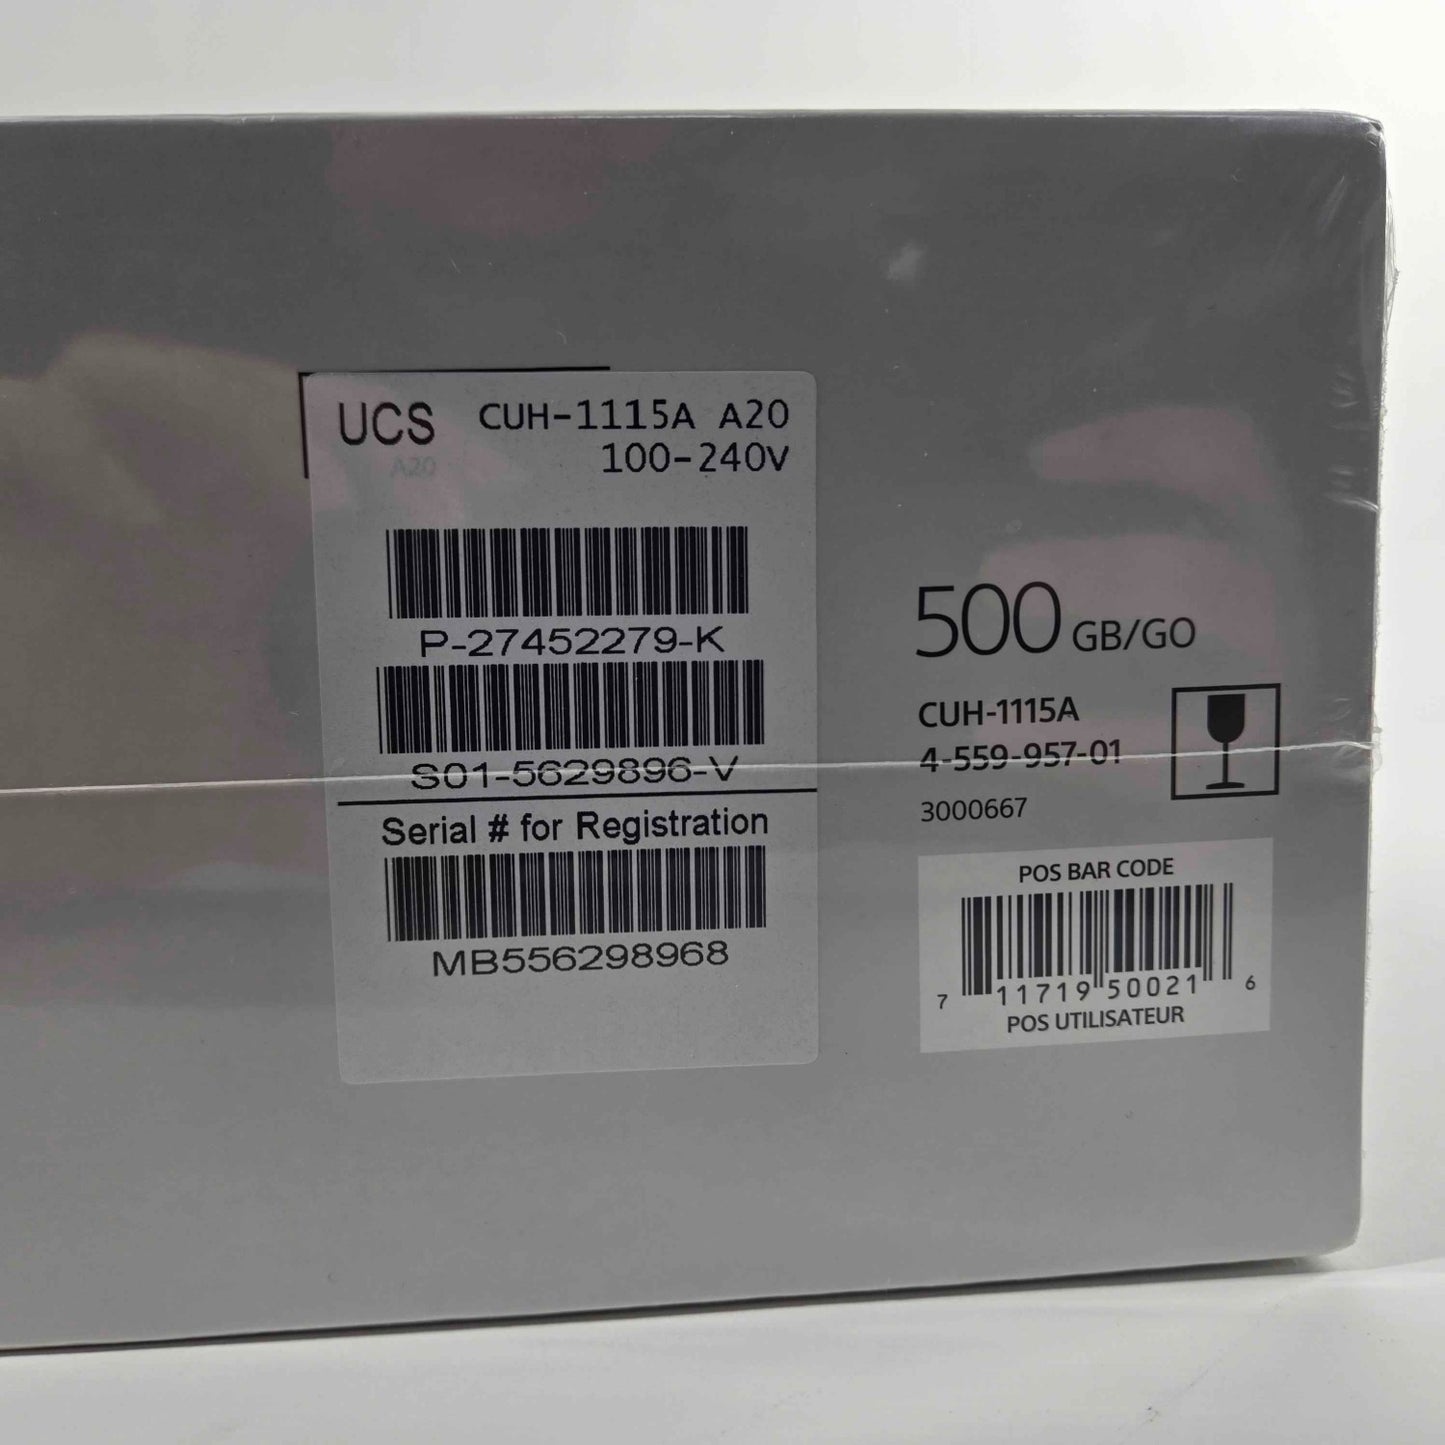 UCS CUH-1115A A20
A20 100-240V
P-27452279-K
S01-5629896-V
Serial # for Registration
MB556298968
500 GB/GO
CUH-1115A
4-559-957-01
3000667
POS BAR CODE
7 11719 50021 6
POS UTILISATEUR